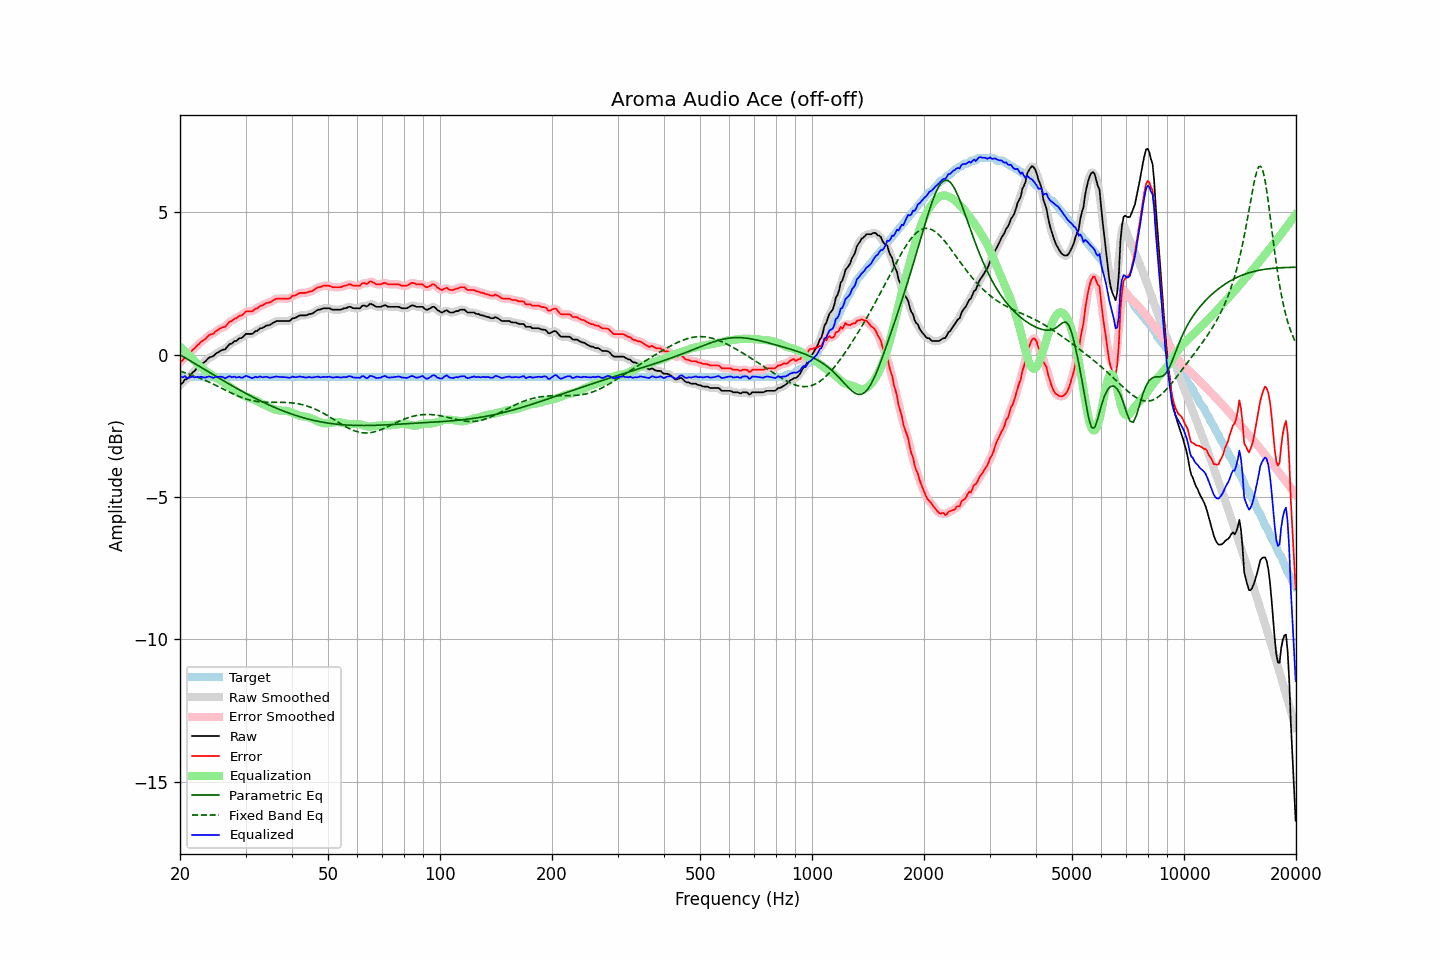 Aroma Audio Ace (off-off)
Amplitude (dBr)
5
0
−5
−10
−15
Target
Raw Smoothed
Error Smoothed
Raw
Error
Equalization
Parametric Eq
Fixed Band Eq
Equalized
20 50 100 200 500 1000 2000 5000 10000 20000
Frequency (Hz)